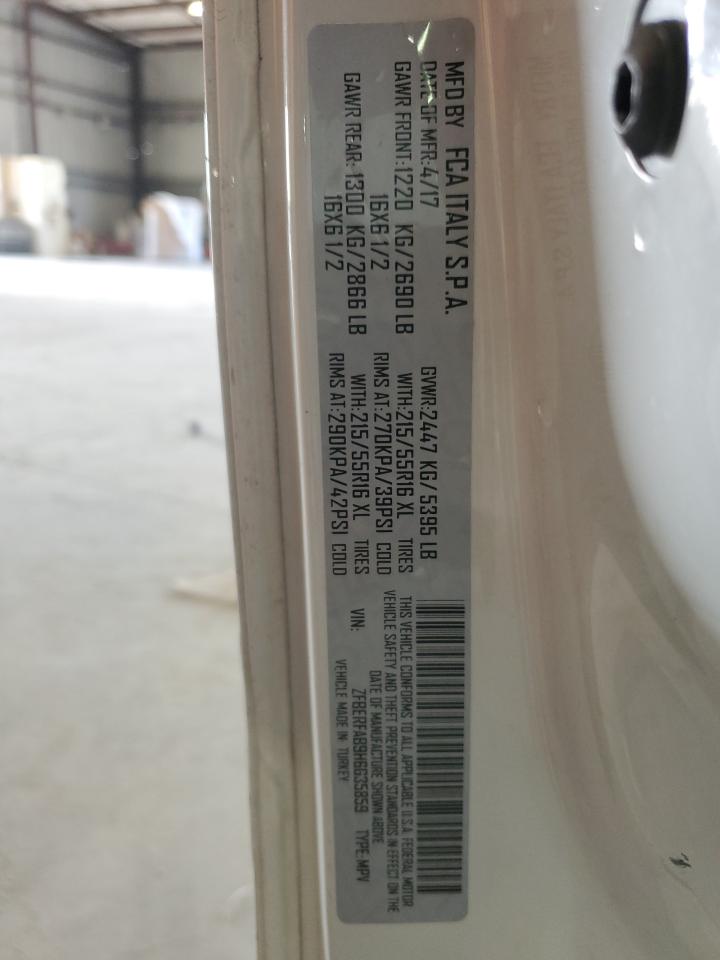 MFD BY FCA ITALY S.P.A.
DATE OF MFR:4/17 GVWR:2447 KG/ 5395 LB
GAWR FRONT:1220 KG/2690 LB WITH:215/55R16 XL TIRES
16X6 1/2 RIMS AT:270KPA/39PSI COLD
GAWR REAR: 1300 KG/2866 LB WITH:215/55R16 XL TIRES
16X6 1/2 RIMS AT:290KPA/42PSI COLD
THIS VEHICLE CONFORMS TO ALL APPLICABLE U.S.A. FEDERAL MOTOR
VEHICLE SAFETY AND THEFT PREVENTION STANDARDS IN EFFECT ON THE
DATE OF MANUFACTURE SHOWN ABOVE
VIN: ZFBERFAB9H6G35859 TYPE:MPV
VEHICLE MADE IN: TURKEY